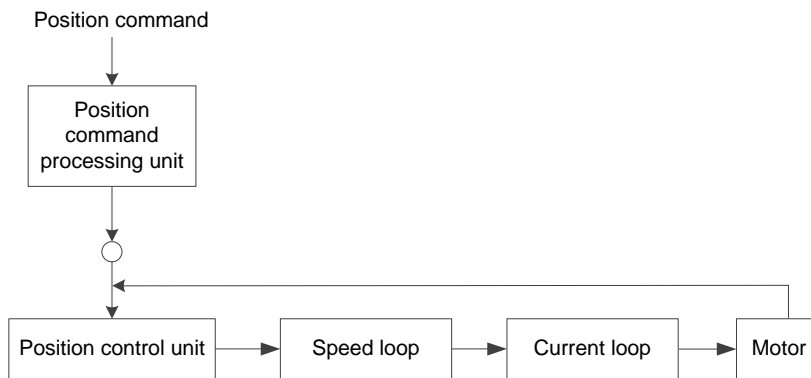 Position command
Position
command
processing unit
Position control unit
Speed loop
Current loop
Motor